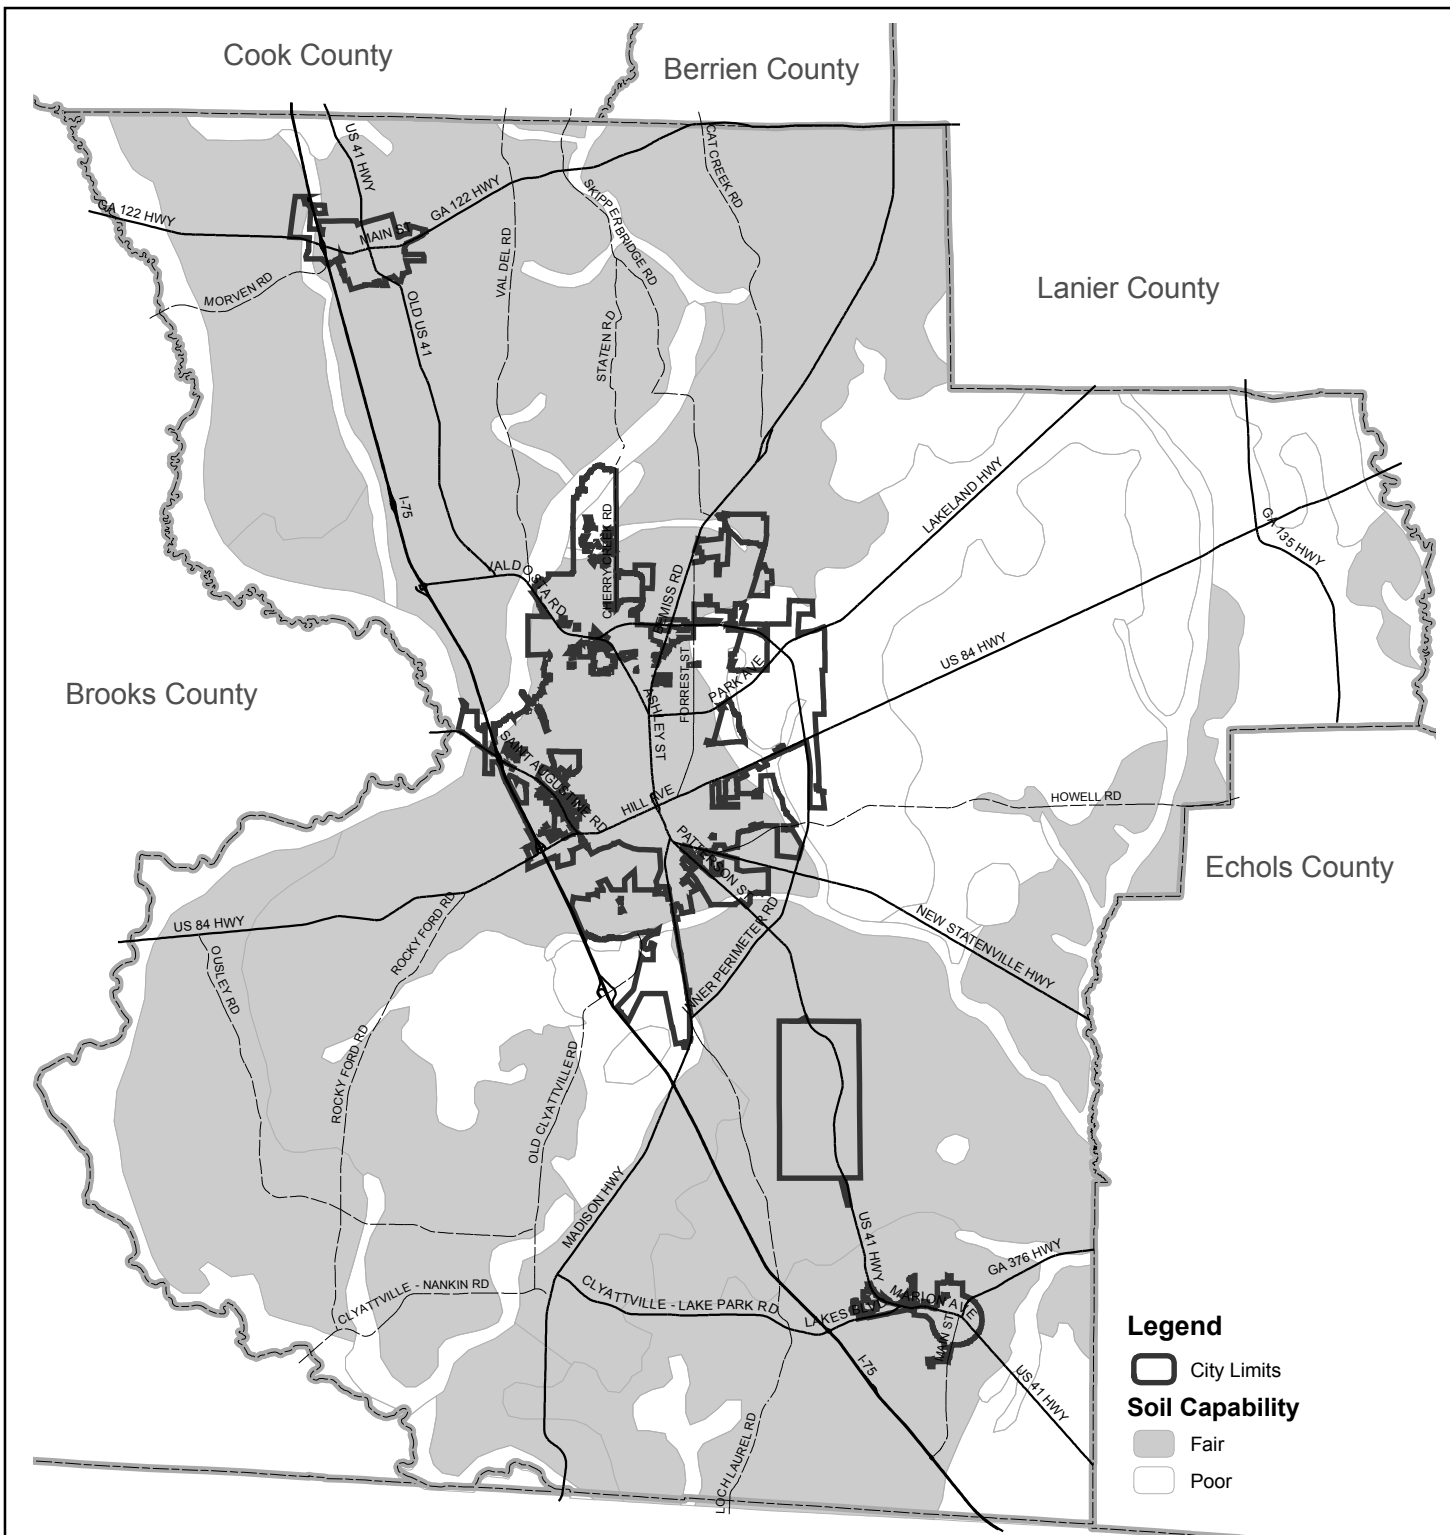 Cook County
Berrien County
US 41 HWY
CAT CREEK RD
SKIPPER BRIDGE RD
GA 122 HWY
GA 122 HWY
MAIN ST
VAL DEL RD
MORVEN RD
Lanier County
OLD US 41
STATEN RD
LAKELAND HWY
I-75
CHERRY CREEK RD
GA 135 HWY
VALDOSTA RD
BEMISS RD
US 84 HWY
FORREST ST
PARK AVE
Brooks County
ASHLEY ST
SAINT AUGUSTINE RD
HILL AVE
HOWELL RD
PATTERSON ST
Echols County
US 84 HWY
ROCKY FORD RD
OUSLEY RD
INNER PERIMETER RD
NEW STATENVILLE HWY
ROCKY FORD RD
OLD CLYATTVILLE RD
MADISON HWY
US 41 HWY
GA 376 HWY
CLYATTVILLE - NANKIN RD
CLYATTVILLE - LAKE PARK RD
LAKES BLVD
MARION AVE
MAIN ST
I-75
US 41 HWY
LOCH LAUREL RD
Legend
City Limits
Soil Capability
Fair
Poor